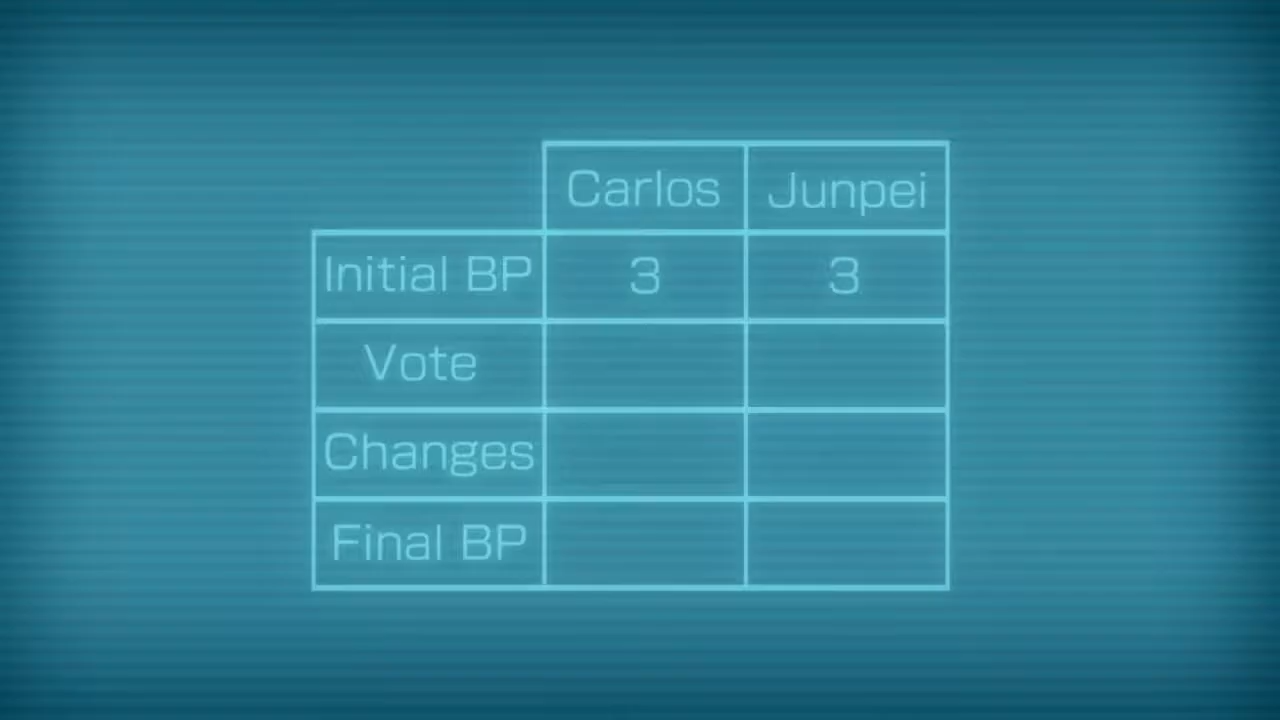 Carlos Junpei
Initial BP 3 3
Vote
Changes
Final BP